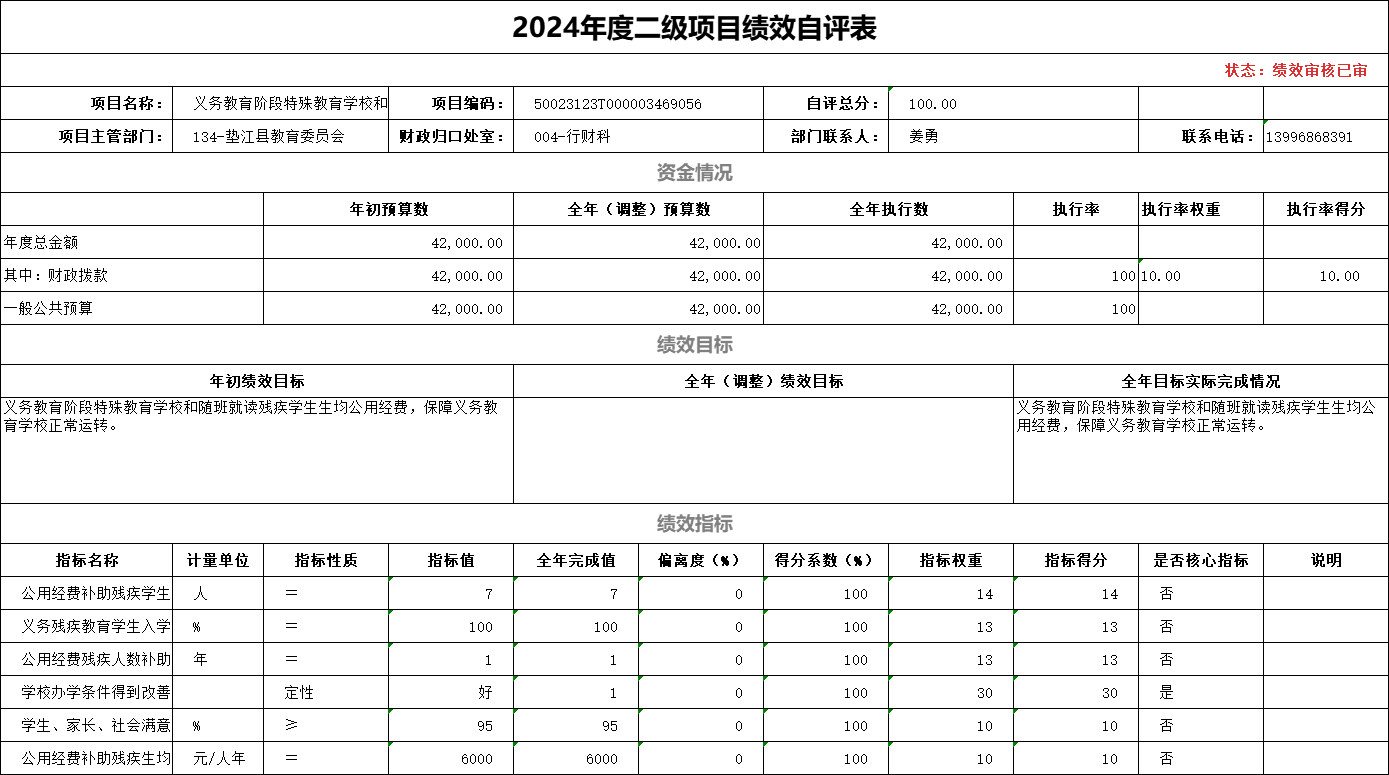 2024年度二级项目绩效自评表
状态：绩效审核已审
项目名称： 义务教育阶段特殊教育学校和 项目编码： 50023123T000003469056 自评总分： 100.00
项目主管部门： 134-垫江县教育委员会 财政归口处室： 004-行财科 部门联系人： 姜勇 联系电话： 13996868391
资金情况
年初预算数 全年（调整）预算数 全年执行数 执行率 执行率权重 执行率得分
年度总金额 42,000.00 42,000.00 42,000.00
其中：财政拨款 42,000.00 42,000.00 42,000.00 100 10.00 10.00
一般公共预算 42,000.00 42,000.00 42,000.00 100
绩效目标
年初绩效目标 全年（调整）绩效目标 全年目标实际完成情况
义务教育阶段特殊教育学校和随班就读残疾学生生均公用经费，保障义务教
育学校正常运转。
义务教育阶段特殊教育学校和随班就读残疾学生生均公
用经费，保障义务教育学校正常运转。
绩效指标
指标名称 计量单位 指标性质 指标值 全年完成值 偏离度（%） 得分系数（%） 指标权重 指标得分 是否核心指标 说明
公用经费补助残疾学生 人 ＝ 7 7 0 100 14 14 否
义务残疾教育学生入学 % ＝ 100 100 0 100 13 13 否
公用经费残疾人数补助 年 ＝ 1 1 0 100 13 13 否
学校办学条件得到改善 定性 好 1 0 100 30 30 是
学生、家长、社会满意 % ≥ 95 95 0 100 10 10 否
公用经费补助残疾生均 元/人年 ＝ 6000 6000 0 100 10 10 否